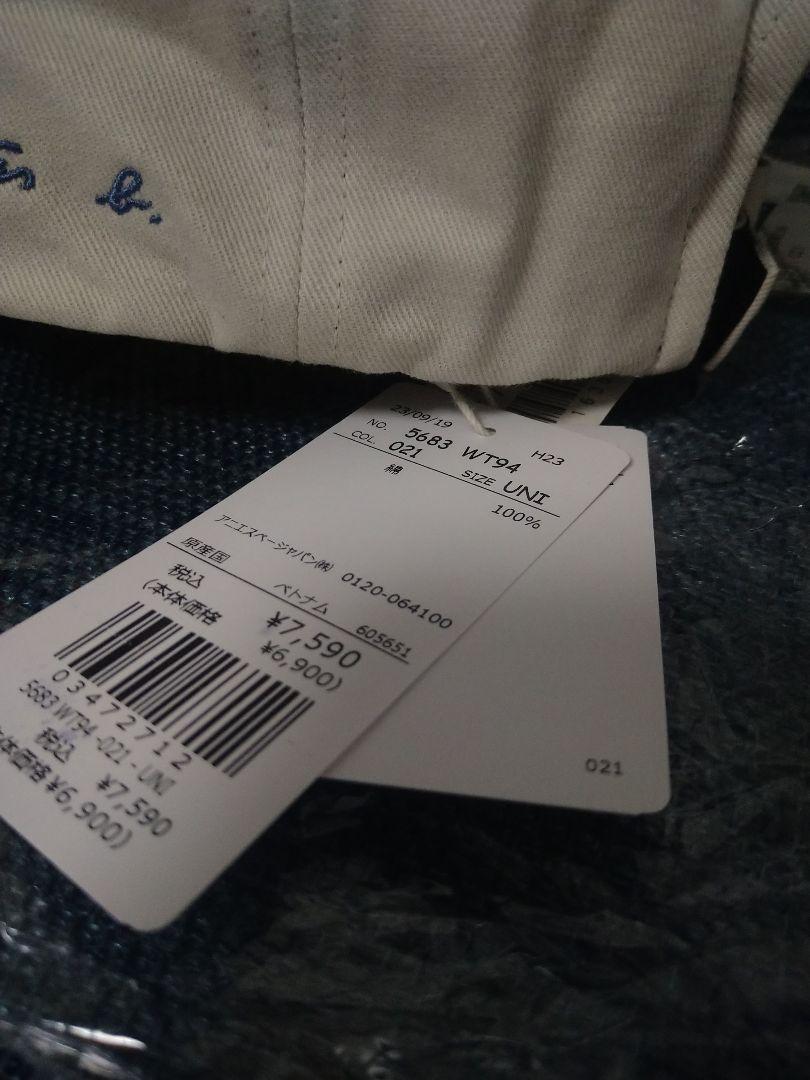 b.
23/09/19
NO. 5683 WT94 H23
COL. 021 SIZE UNI
綿 100%
アニエスベージャパン㈱ 0120-064100
原産国 ベトナム 605651
税込 ¥7,590
(本体価格 ¥6,900)
03472712
5683 WT94 -021 - UNI
税込 ¥7,590
体価格 ¥6,900)
021